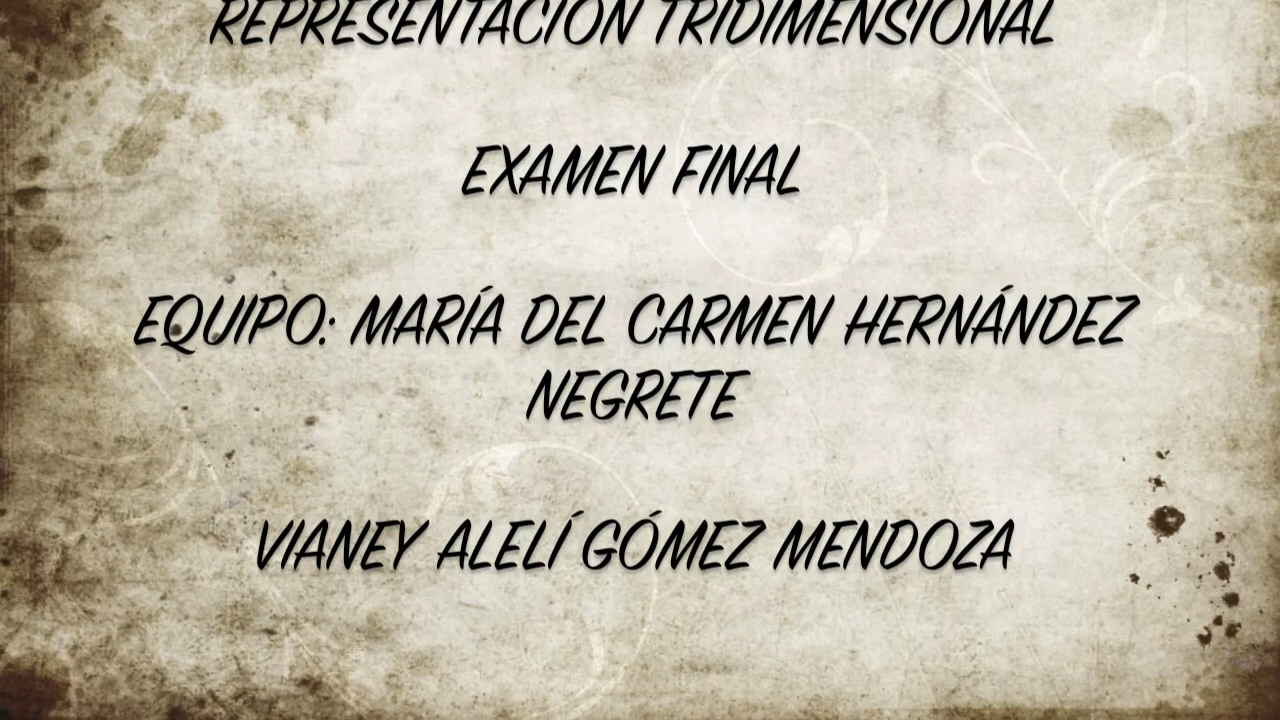 REPRESENTACIÓN TRIDIMENSIONAL
EXAMEN FINAL
EQUIPO: MARÍA DEL CARMEN HERNÁNDEZ
NEGRETE
VIANEY ALELÍ GÓMEZ MENDOZA